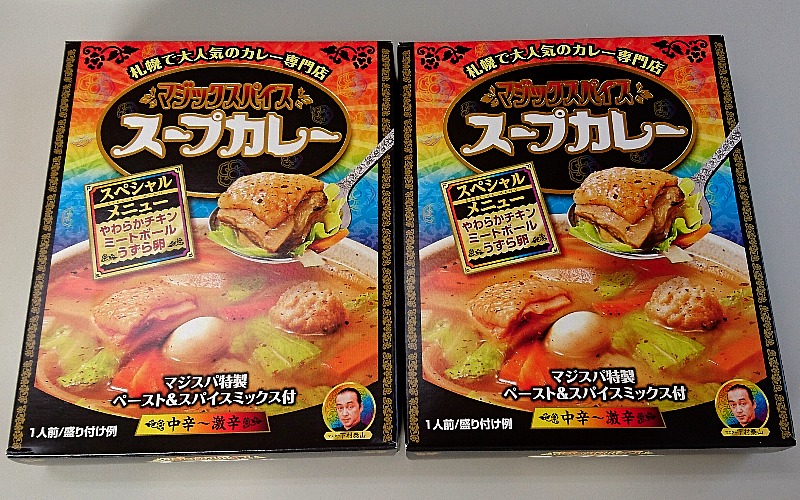 札幌で大人気のカレー専門店
マジックスパイス
スープカレー
スペシャル
メニュー
やわらかチキン
ミートボール
うずら卵
マジスパ特製
ペースト&スパイスミックス付
中辛～激辛
1人前/盛り付け例
下村泰山
札幌で大人気のカレー専門店
マジックスパイス
スープカレー
スペシャル
メニュー
やわらかチキン
ミートボール
うずら卵
マジスパ特製
ペースト&スパイスミックス付
中辛～激辛
1人前/盛り付け例
下村泰山